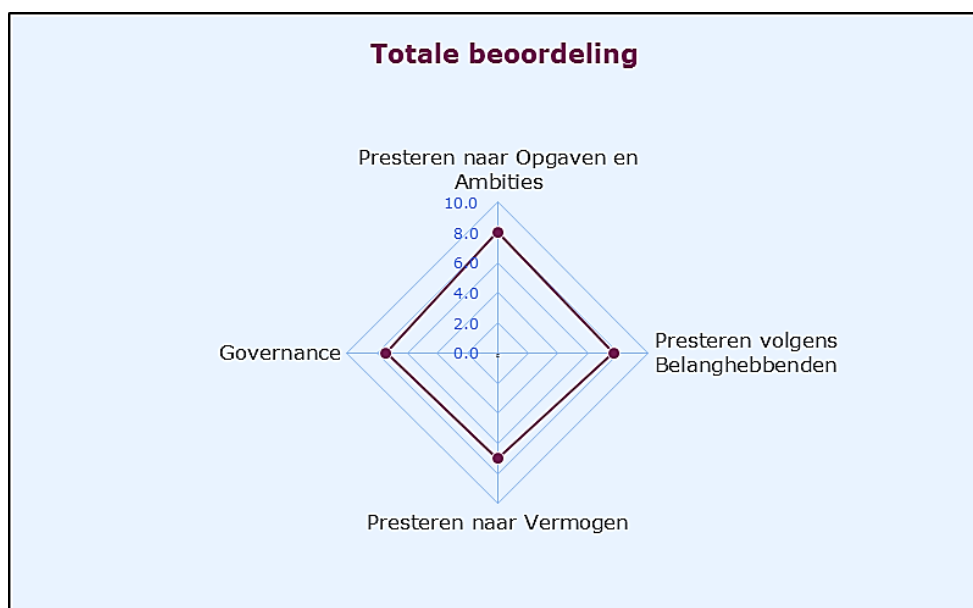 Totale beoordeling
Presteren naar Opgaven en
Ambities
10.0
8.0
6.0
4.0
2.0
0.0
Governance
Presteren volgens
Belanghebbenden
Presteren naar Vermogen